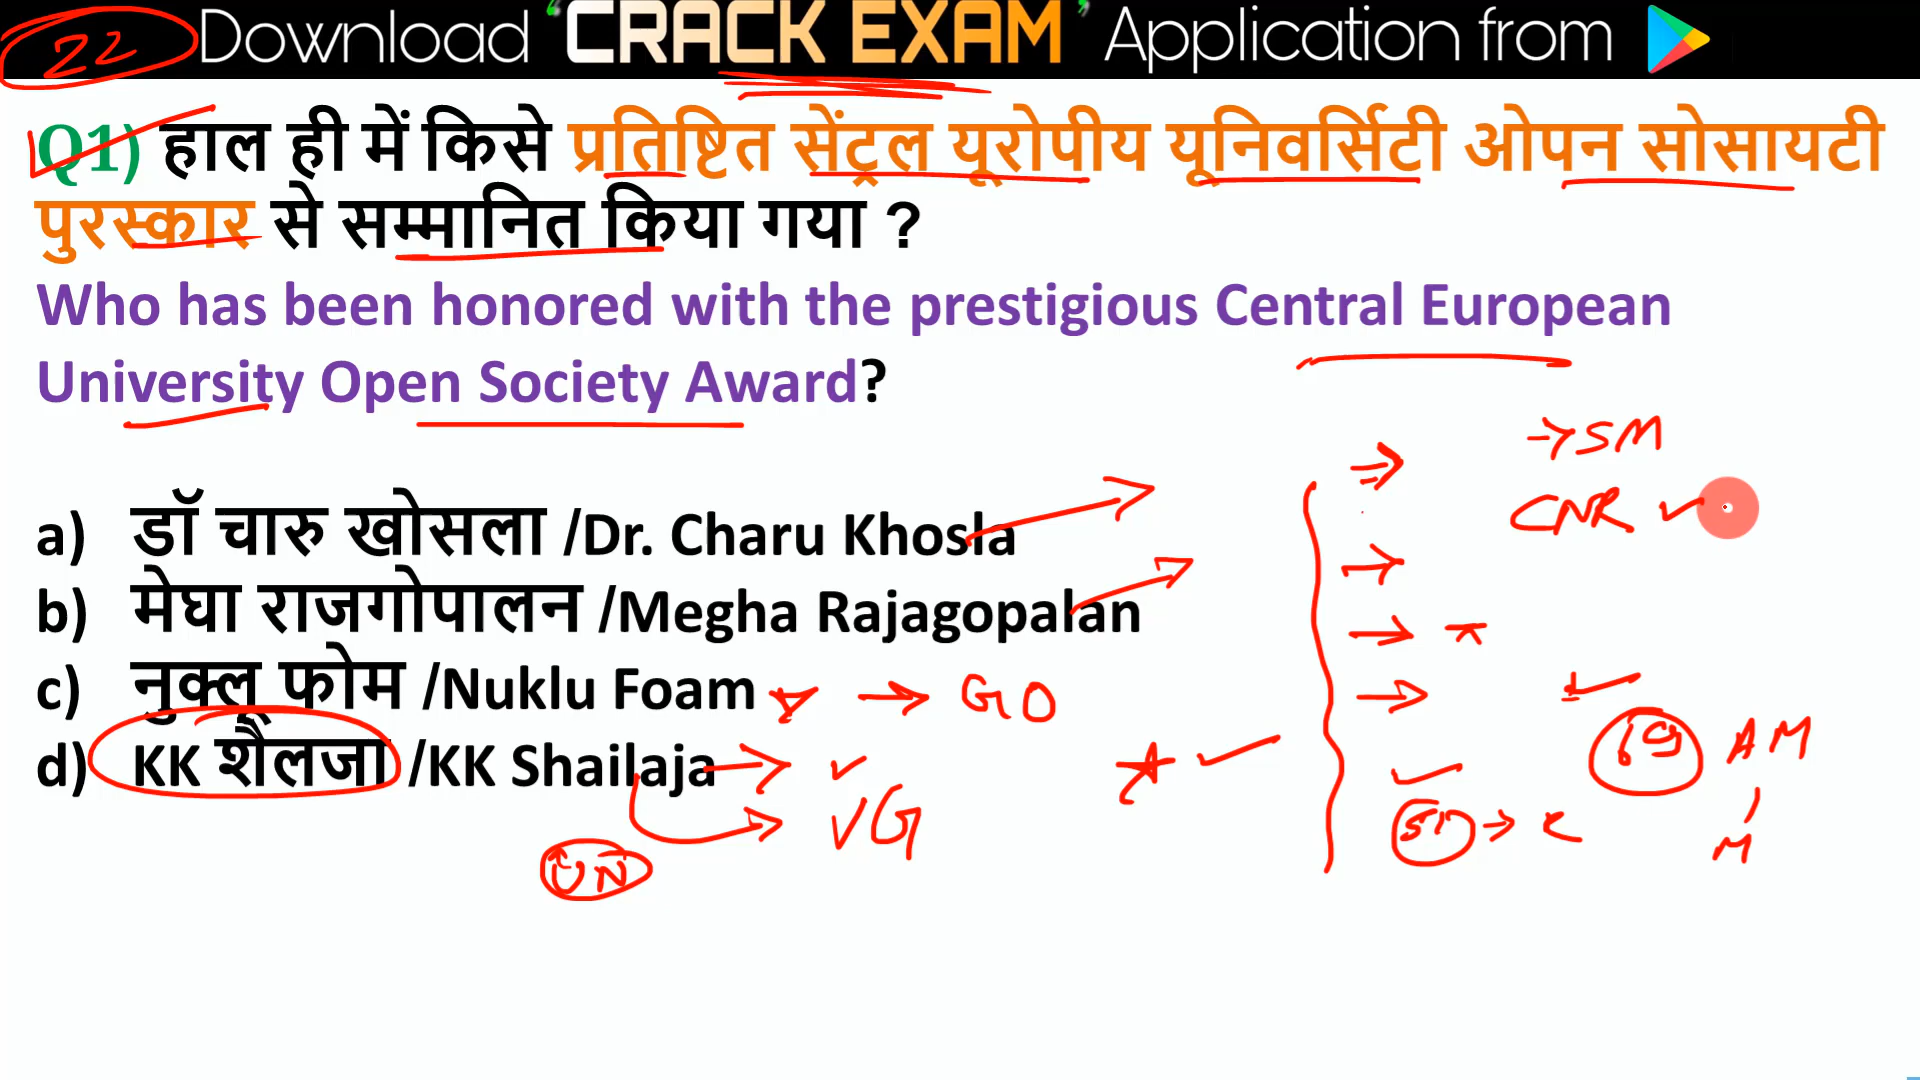 22 Download 'CRACK EXAM' Application from
Q1) हाल ही में किसे प्रतिष्टित सेंट्रल यूरोपीय यूनिवर्सिटी ओपन सोसायटी
पुरस्कार से सम्मानित किया गया ?
Who has been honored with the prestigious Central European
University Open Society Award?
→SM
CNR
a) डॉ चारु खोसला /Dr. Charu Khosla
b) मेघा राजगोपालन /Megha Rajagopalan
c) नुक्लू फोम /Nuklu Foam → GO
d) KK शैलजा /KK Shailaja
AM
VG
M
UN